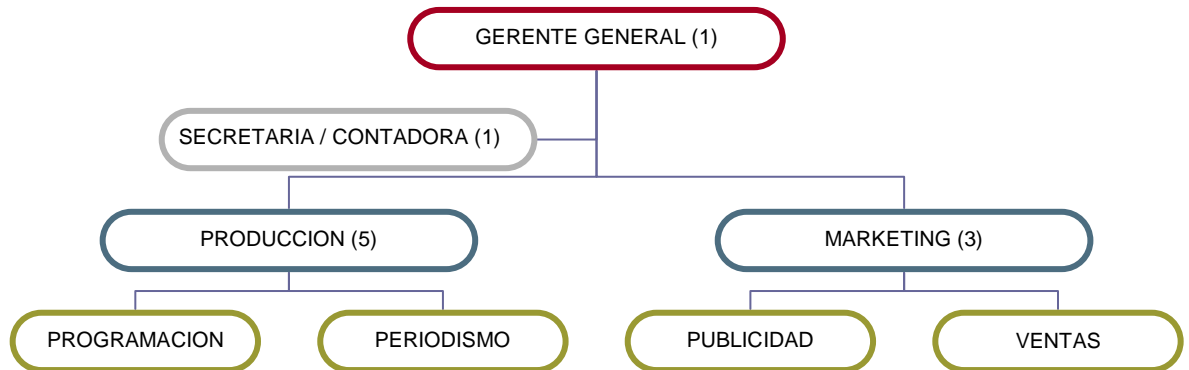 GERENTE GENERAL (1)
SECRETARIA / CONTADORA (1)
PRODUCCION (5)
MARKETING (3)
PROGRAMACION
PERIODISMO
PUBLICIDAD
VENTAS